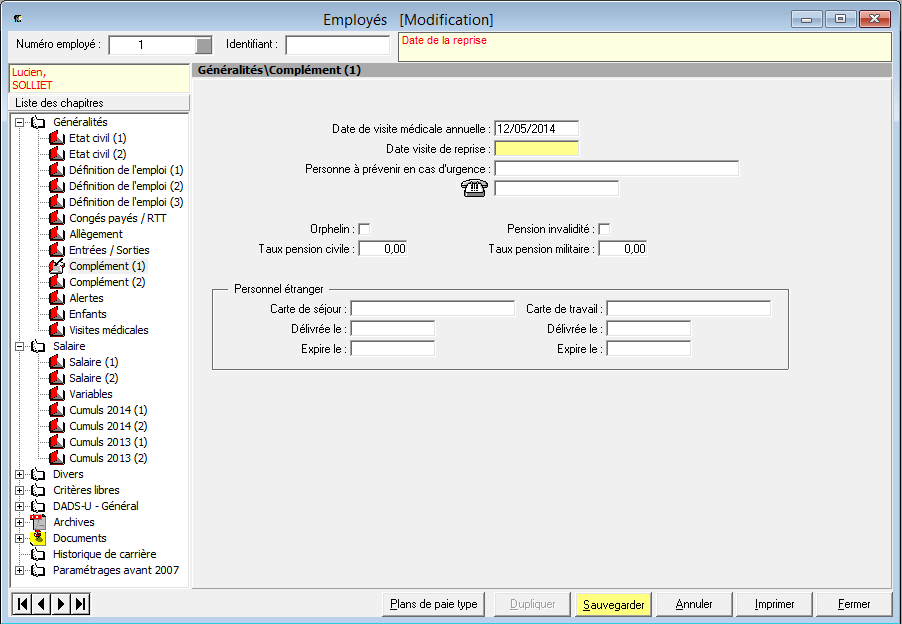 Employés [Modification]
Numéro employé : 1 Identifiant :
Date de la reprise
Lucien,
SOLLIET
Liste des chapitres
Généralités
Etat civil (1)
Etat civil (2)
Définition de l'emploi (1)
Définition de l'emploi (2)
Définition de l'emploi (3)
Congés payés / RTT
Allègement
Entrées / Sorties
Complément (1)
Complément (2)
Alertes
Enfants
Visites médicales
Salaire
Salaire (1)
Salaire (2)
Variables
Cumuls 2014 (1)
Cumuls 2014 (2)
Cumuls 2013 (1)
Cumuls 2013 (2)
Divers
Critères libres
DADS-U - Général
Archives
Documents
Historique de carrière
Paramétrages avant 2007
Généralités\Complément (1)
Date de visite médicale annuelle : 12/05/2014
Date visite de reprise :
Personne à prévenir en cas d'urgence :
Orphelin : Pension invalidité :
Taux pension civile : 0,00 Taux pension militaire : 0,00
Personnel étranger
Carte de séjour : Carte de travail :
Délivrée le : Délivrée le :
Expire le : Expire le :
Plans de paie type Dupliquer Sauvegarder Annuler Imprimer Fermer